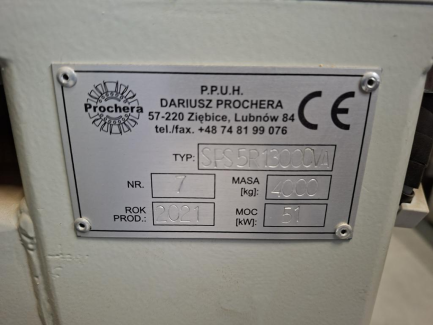 Prochera
P.P.U.H.
DARIUSZ PROCHERA
57-220 Ziębice, Lubnów 84
tel./fax. +48 74 81 99 076
CE
TYP:
NR. 7
MASA [kg]: 4000
ROK PROD.: 2021
MOC [kW]: 51